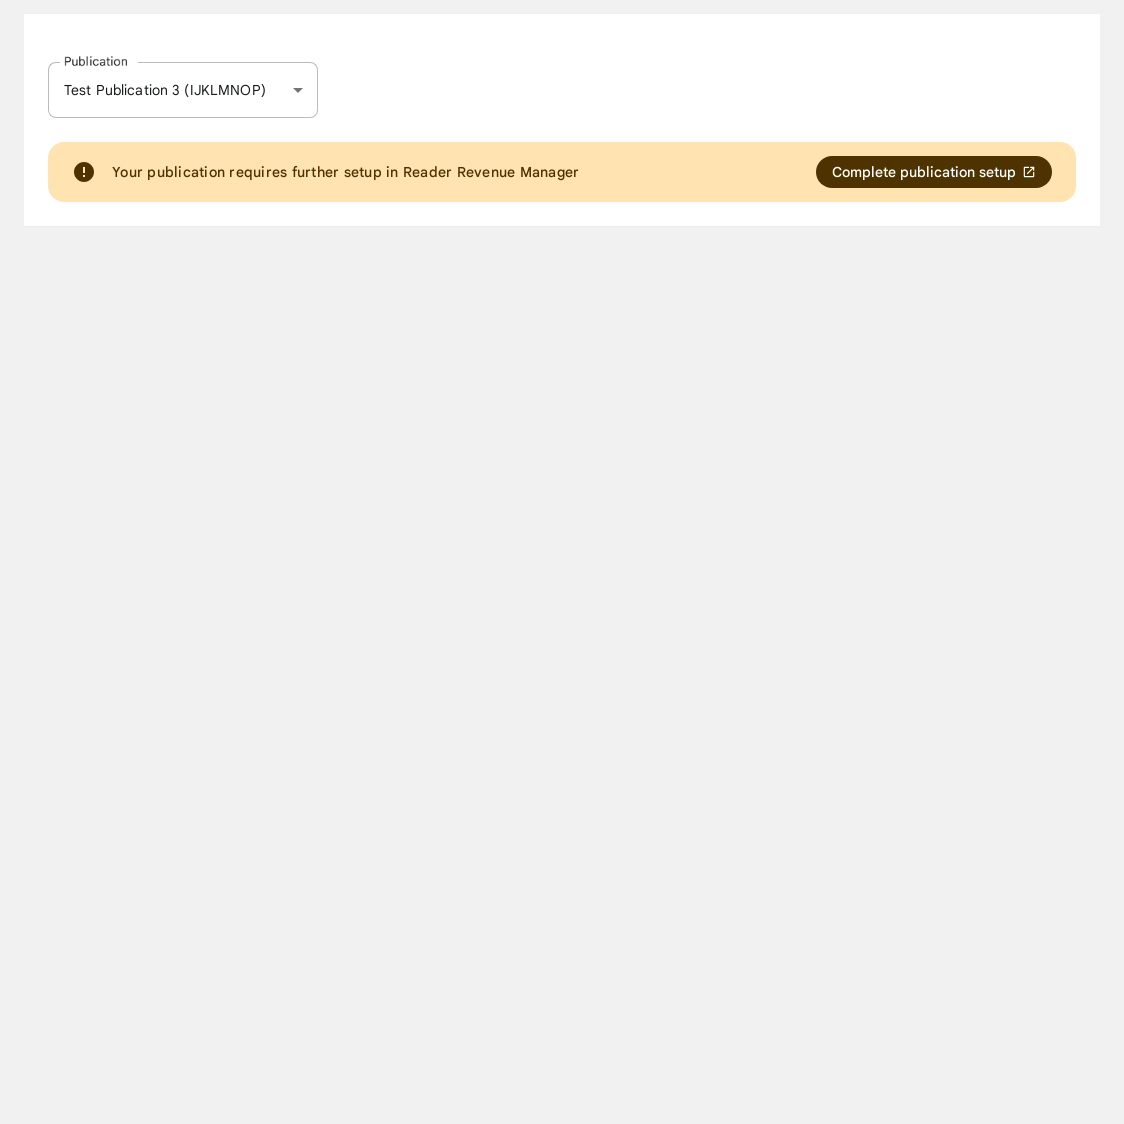 Publication
Test Publication 3 (IJKLMNOP)
Your publication requires further setup in Reader Revenue Manager
Complete publication setup